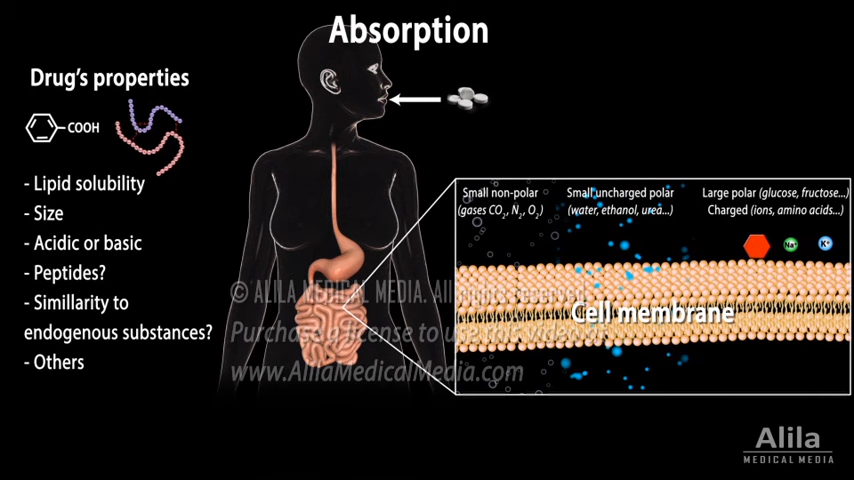 Absorption
Drug's properties
COOH
- Lipid solubility
- Size
- Acidic or basic
- Peptides?
- Simillarity to
endogenous substances?
- Others
Small non-polar
(gases CO₂, N₂, O₂)
Small uncharged polar
(water, ethanol, urea...)
Large polar (glucose, fructose...)
Charged (ions, amino acids...)
Na⁺
K⁺
Cell membrane
© ALILA MEDICAL MEDIA. All rights reserved.
Purchase a license to use this video.
www.AlilaMedicalMedia.com
Alila
MEDICAL MEDIA